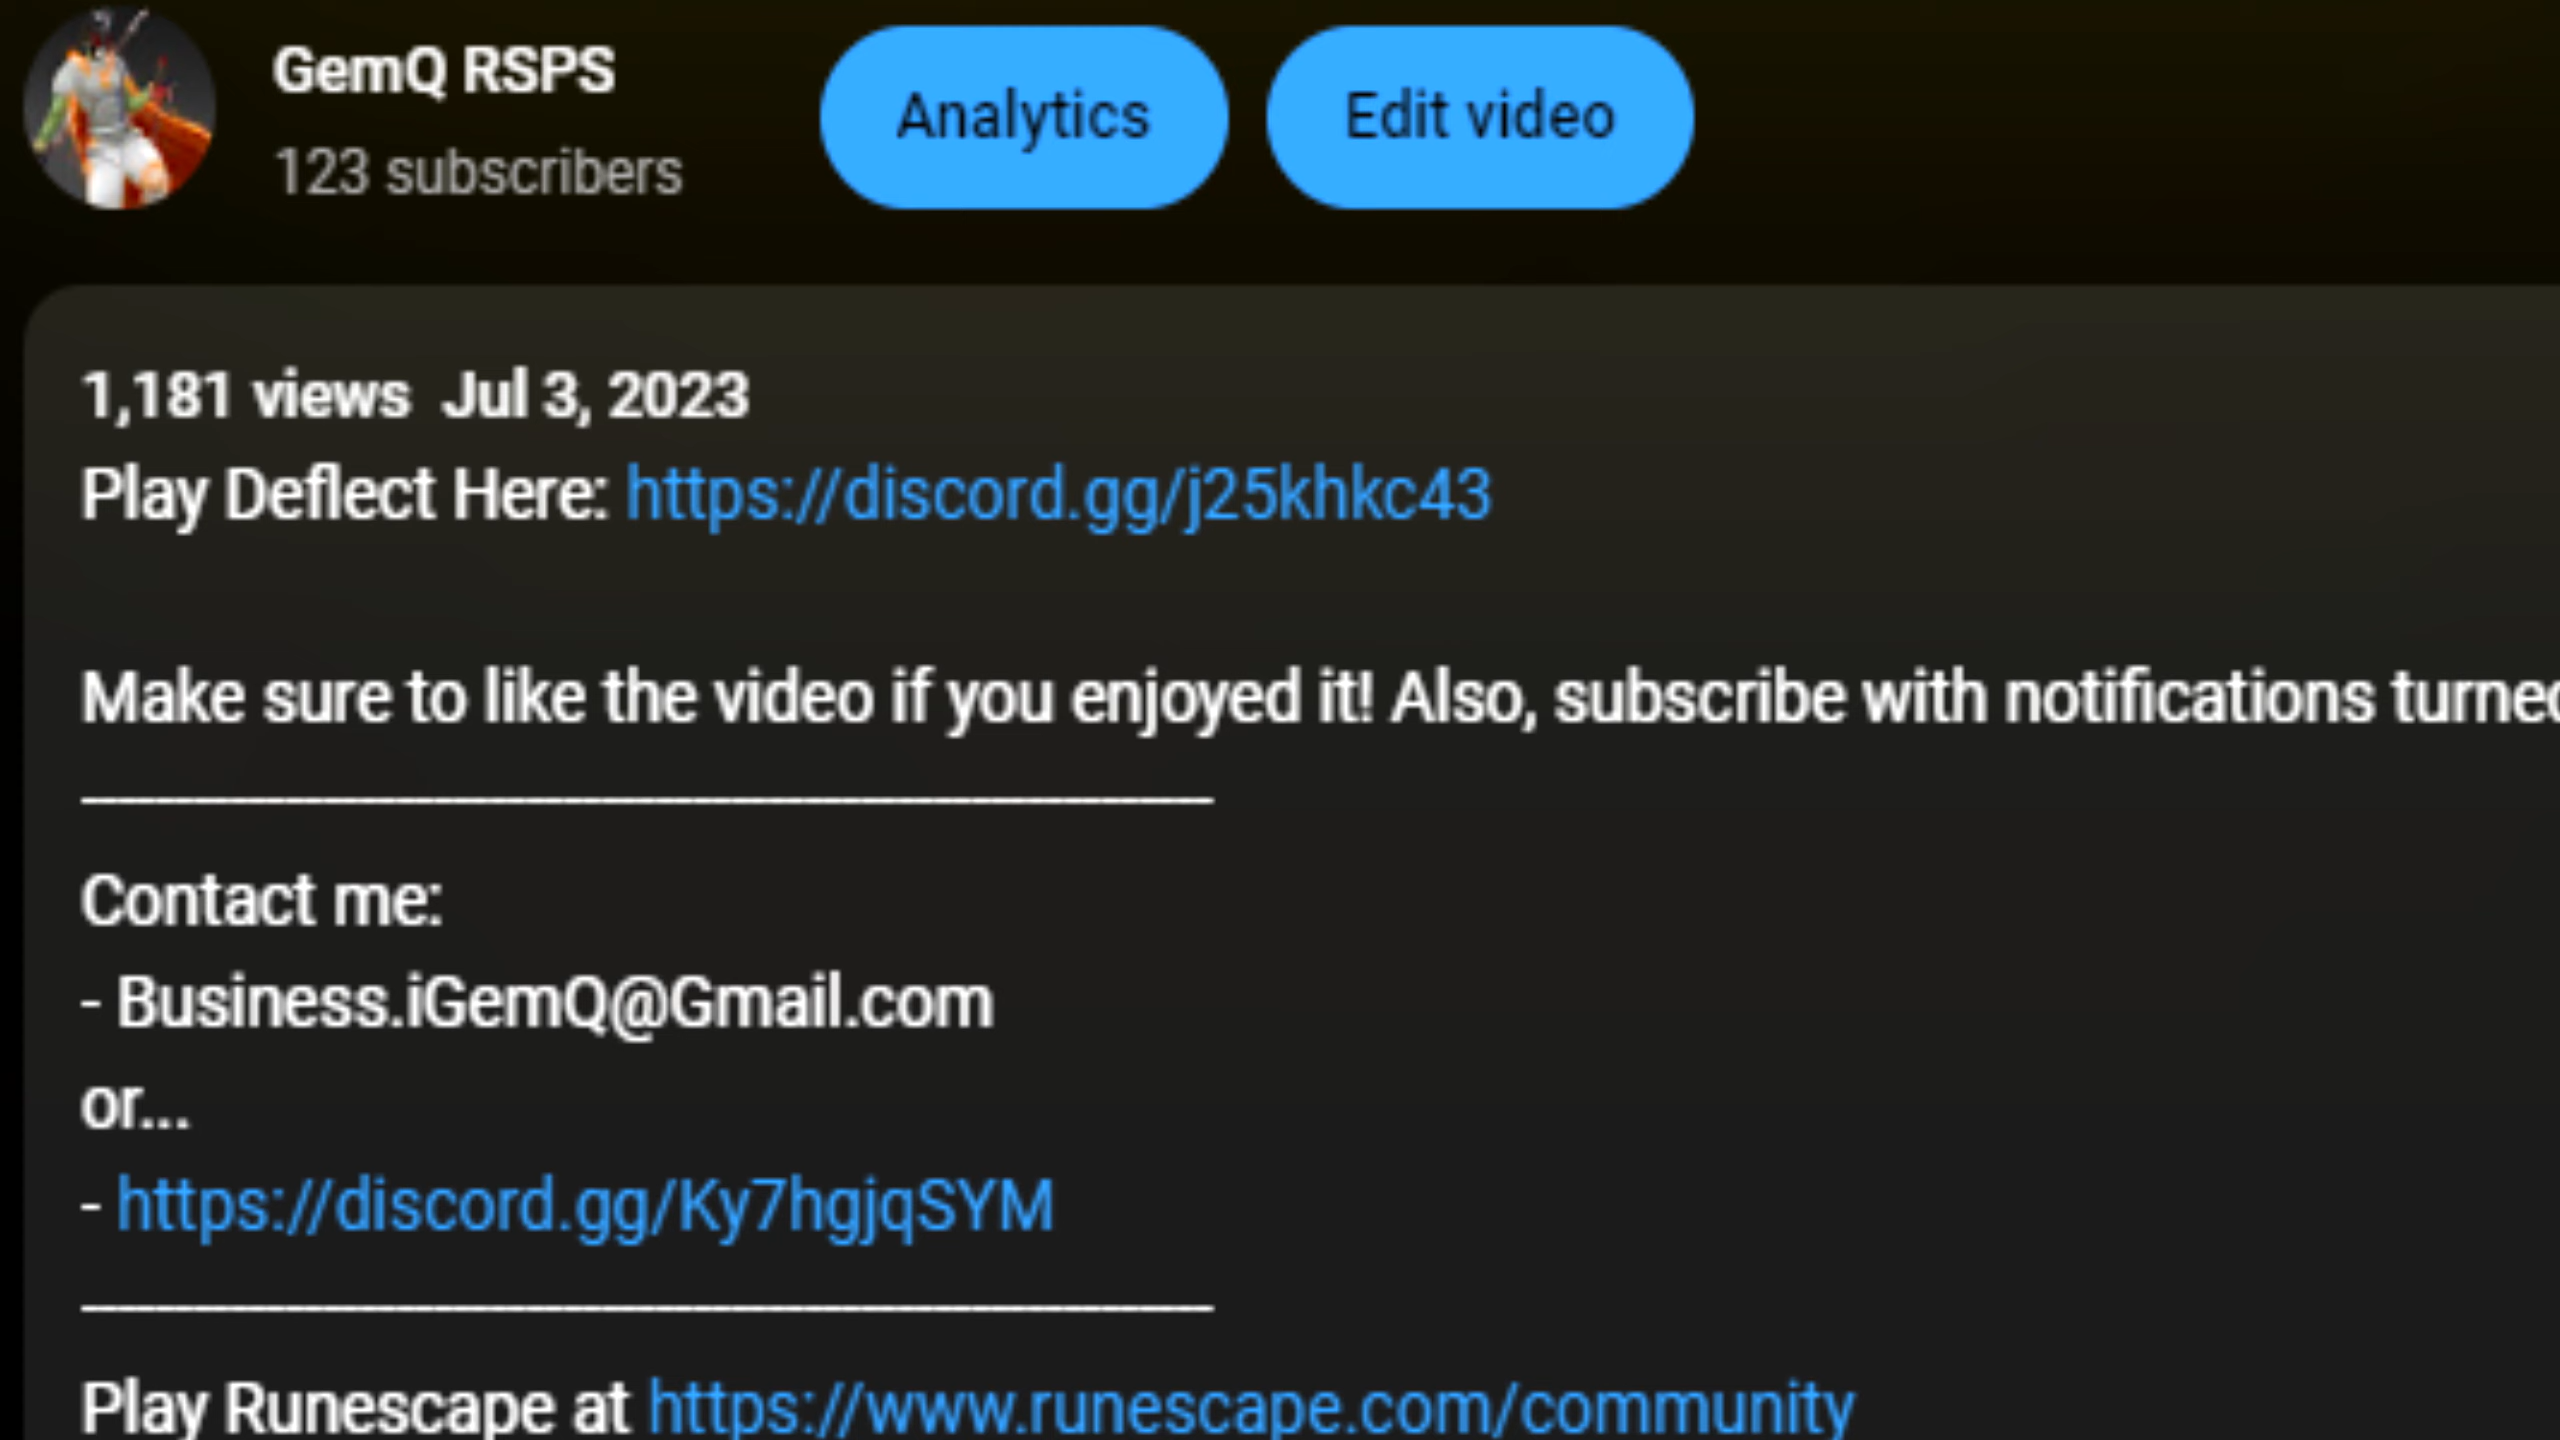 GemQ RSPS
123 subscribers
Analytics
Edit video
1,181 views  Jul 3, 2023
Play Deflect Here: https://discord.gg/j25khkc43
Make sure to like the video if you enjoyed it! Also, subscribe with notifications turned
Contact me:
- Business.iGemQ@Gmail.com
or...
- https://discord.gg/Ky7hgjqSYM
Play Runescape at https://www.runescape.com/community